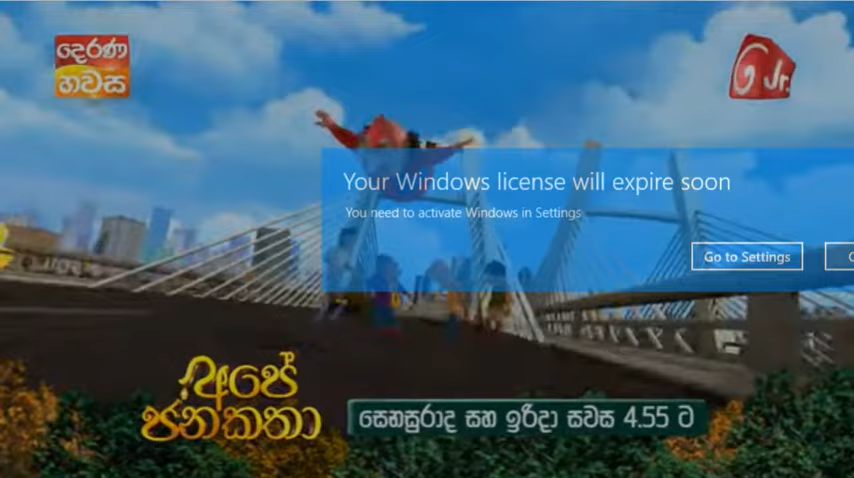 දෙරණ
හවස
Jr.
Your Windows license will expire soon
You need to activate Windows in Settings
Go to Settings
අපේ
ජනකතා
සෙනසුරාද සහ ඉරිදා සවස 4.55 ට